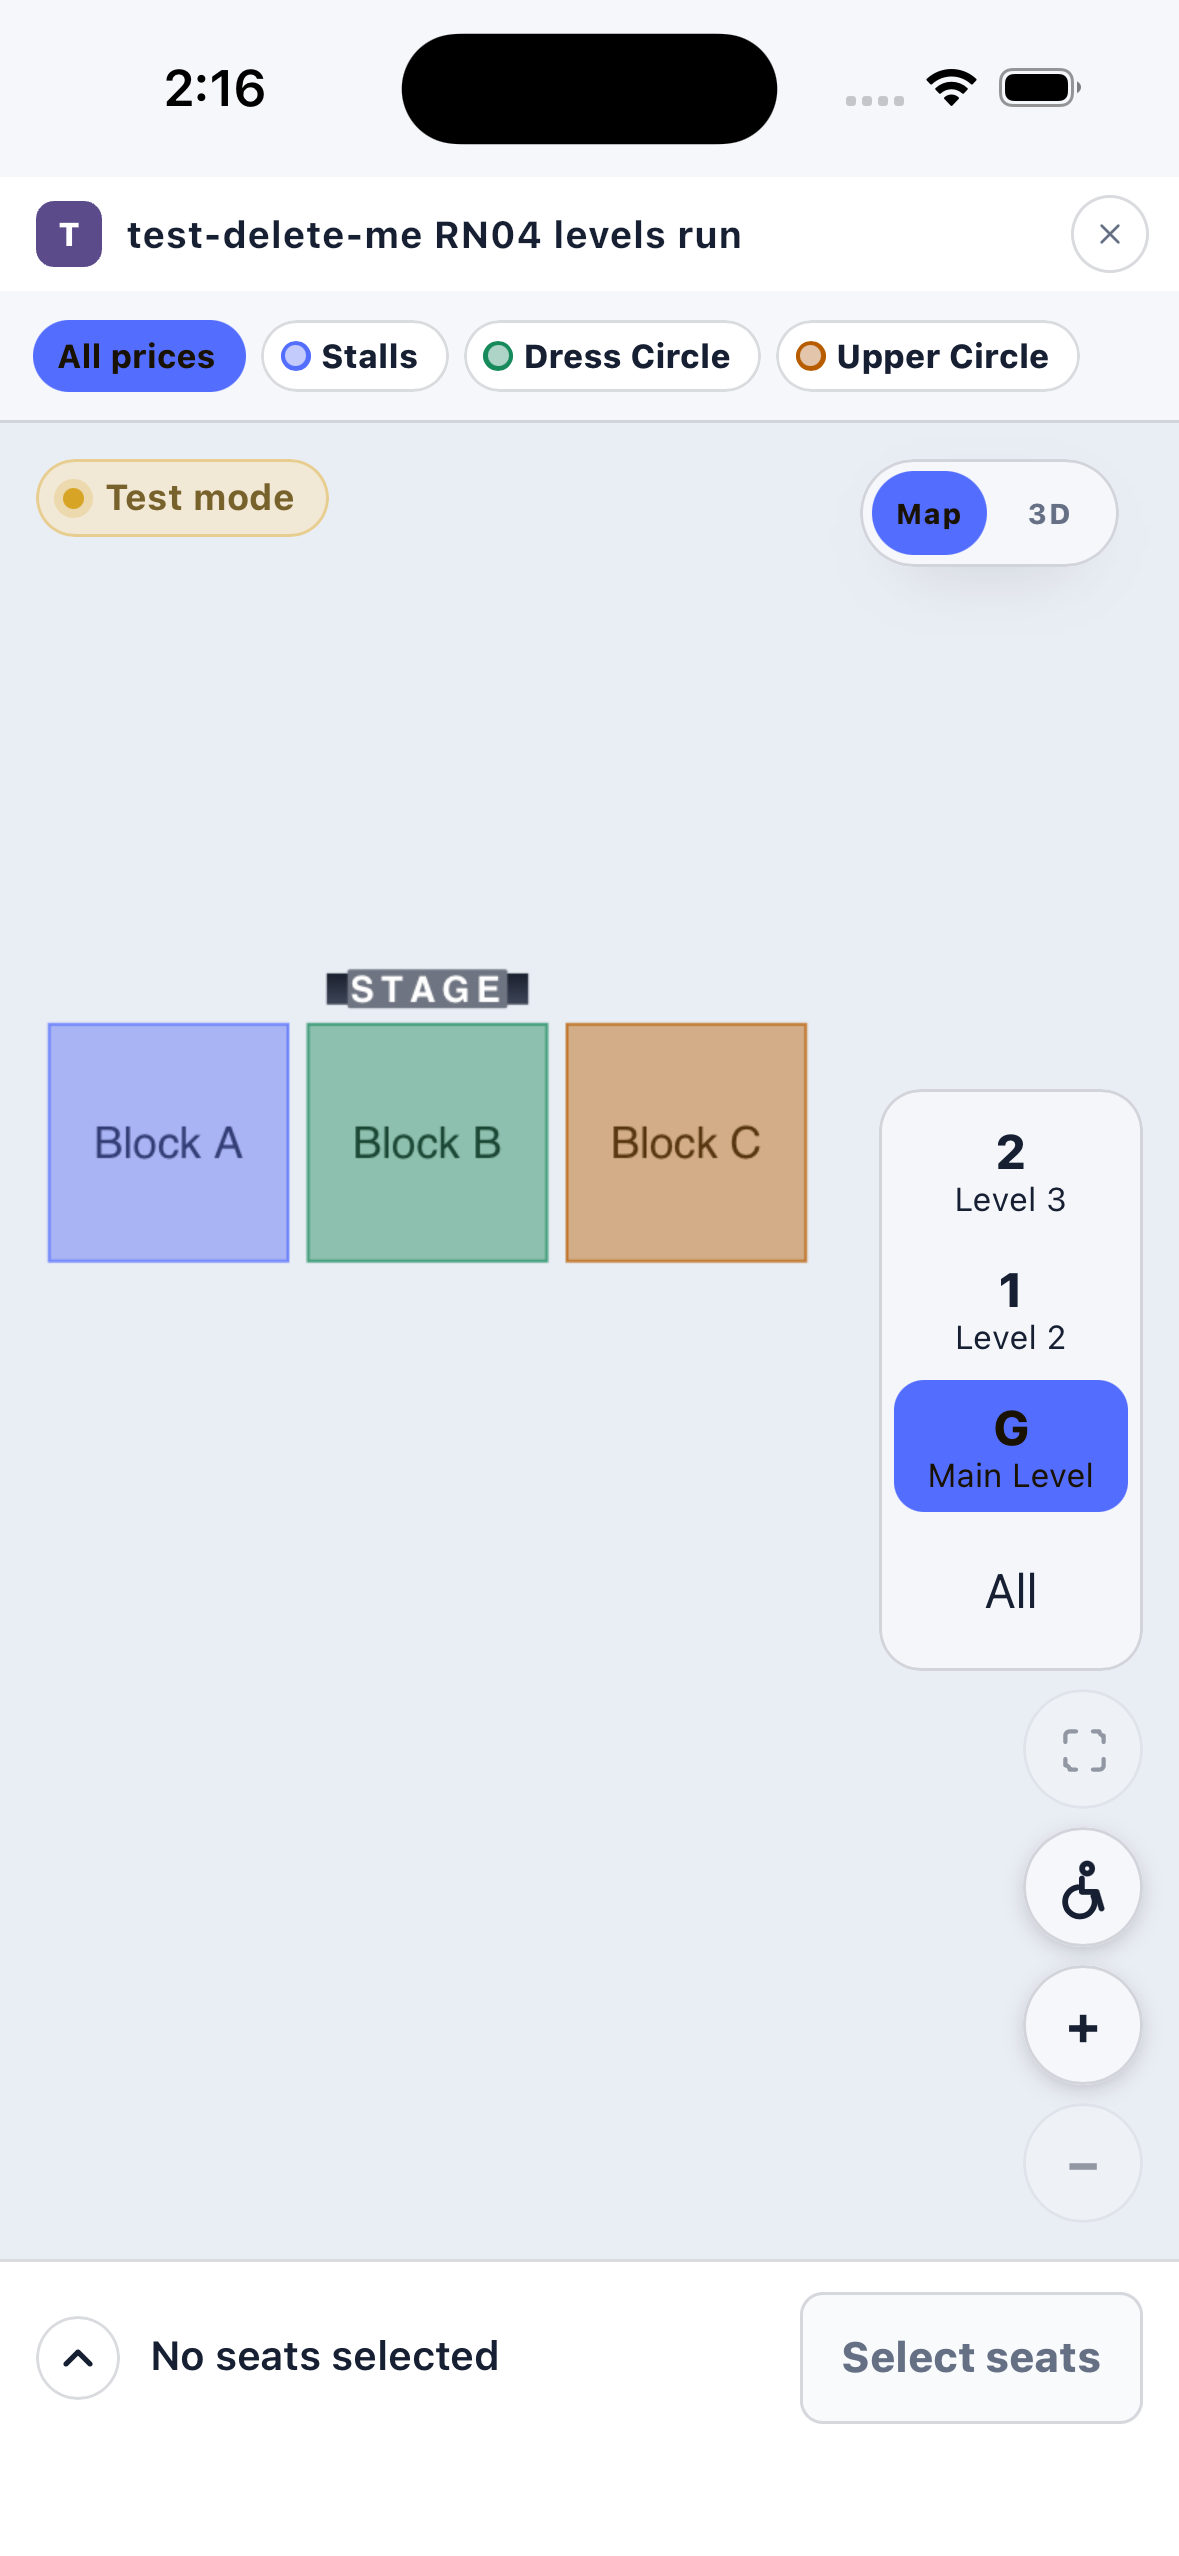 2:16
T test-delete-me RN04 levels run
All prices Stalls Dress Circle Upper Circle
Test mode
Map 3D
STAGE
Block A Block B Block C
2
Level 3
1
Level 2
G
Main Level
All
+
−
No seats selected
Select seats